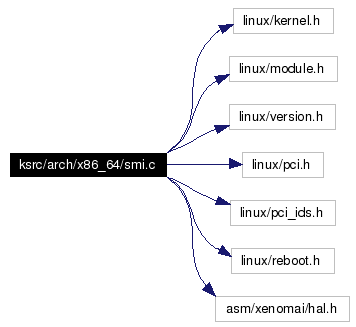 linux/kernel.h
linux/module.h
linux/version.h
ksrc/arch/x86_64/smi.c
linux/pci.h
linux/pci_ids.h
linux/reboot.h
asm/xenomai/hal.h